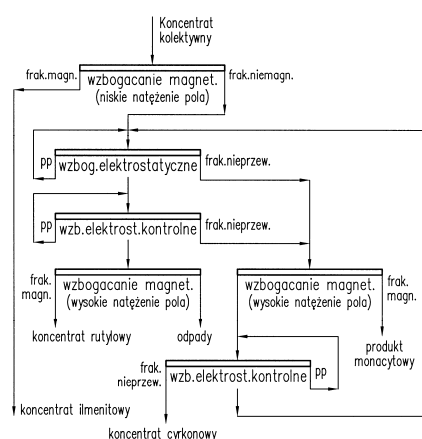 Koncentrat
kolektywny
frak.magn.
wzbogacanie magnet.
(niskie natężenie pola)
frak.niemagn.
pp
wzbog.elektrostatyczne
frak.nieprzew.
pp
wzb.elektrost.kontrolne
frak.nieprzew.
frak.
magn.
wzbogacanie magnet.
(wysokie natężenie pola)
wzbogacanie magnet.
(wysokie natężenie pola)
frak.
magn.
koncentrat rutylowy
odpady
produkt
monacytowy
frak.
nieprzew.
wzb.elektrost.kontrolne
pp
koncentrat ilmenitowy
koncentrat cyrkonowy